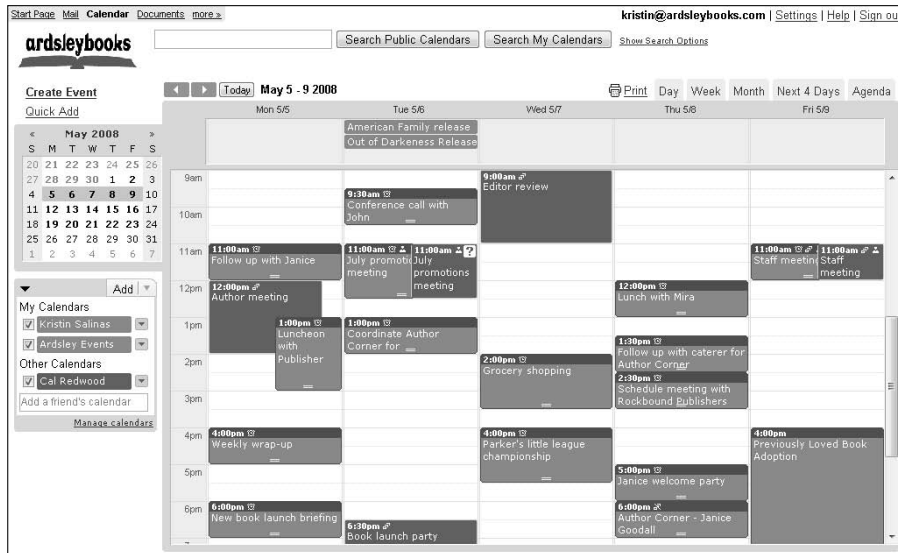 Start Page Mail Calendar Documents more »
kristin@ardsleybooks.com | Settings | Help | Sign ou
ardsleybooks
Search Public Calendars Search My Calendars Show Search Options
Create Event
Quick Add
Today May 5 - 9 2008
Print Day Week Month Next 4 Days Agenda
« May 2008 »
S M T W T F S
20 21 22 23 24 25 26
27 28 29 30 1 2 3
4 5 6 7 8 9 10
11 12 13 14 15 16 17
18 19 20 21 22 23 24
25 26 27 28 29 30 31
1 2 3 4 5 6 7
Add
My Calendars
Kristin Salinas
Ardsley Events
Other Calendars
Cal Redwood
Add a friend's calendar
Manage calendars
Mon 5/5 Tue 5/6 Wed 5/7 Thu 5/8 Fri 5/9
American Family release
Out of Darkeness Release
9am
10am
11am
12pm
1pm
2pm
3pm
4pm
5pm
6pm
11:00am
Follow up with Janice
12:00pm
Author meeting
1:00pm
Luncheon
with
Publisher
4:00pm
Weekly wrap-up
6:00pm
New book launch briefing
9:30am
Conference call with
John
11:00am
July promoti
meeting
11:00am ?
July
promotions
meeting
1:00pm
Coordinate Author
Corner for
6:30pm
Book launch party
9:00am
Editor review
2:00pm
Grocery shopping
4:00pm
Parker's little league
championship
12:00pm
Lunch with Mira
1:30pm
Follow up with caterer for
Author Corner
2:30pm
Schedule meeting with
Rockbound Publishers
5:00pm
Janice welcome party
6:00pm
Author Corner - Janice
Goodall
11:00am
Staff meetin
11:00am
Staff
meeting
4:00pm
Previously Loved Book
Adoption